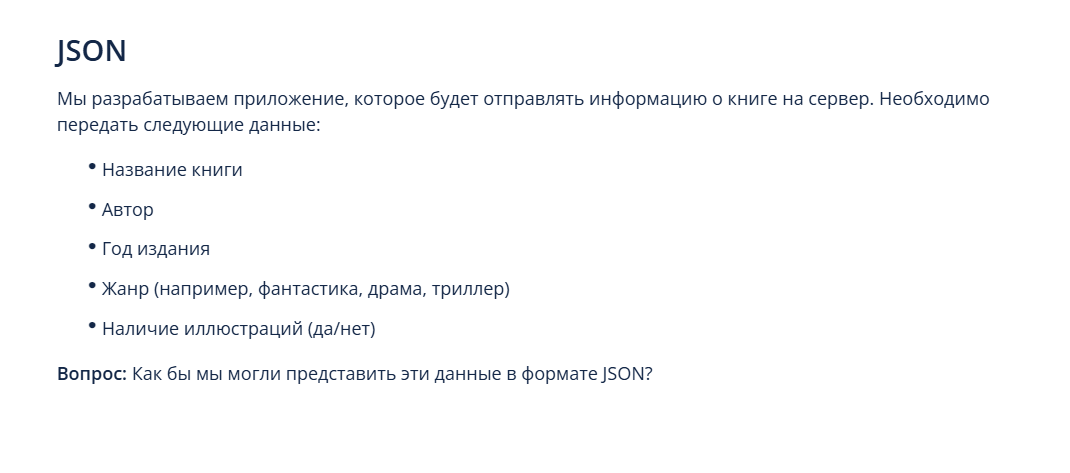 JSON
Мы разрабатываем приложение, которое будет отправлять информацию о книге на сервер. Необходимо
передать следующие данные:
• Название книги
• Автор
• Год издания
• Жанр (например, фантастика, драма, триллер)
• Наличие иллюстраций (да/нет)
Вопрос: Как бы мы могли представить эти данные в формате JSON?